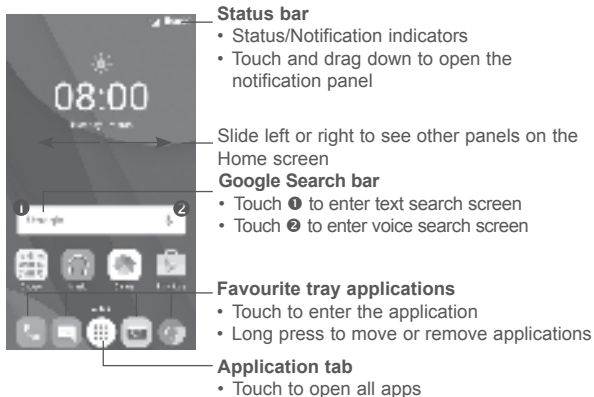 Status bar
• Status/Notification indicators
• Touch and drag down to open the
notification panel
08:00
Slide left or right to see other panels on the
Home screen
Google Search bar
• Touch ❶ to enter text search screen
• Touch ❷ to enter voice search screen
❶
❷
Google
Favourite tray applications
• Touch to enter the application
• Long press to move or remove applications
Application tab
• Touch to open all apps